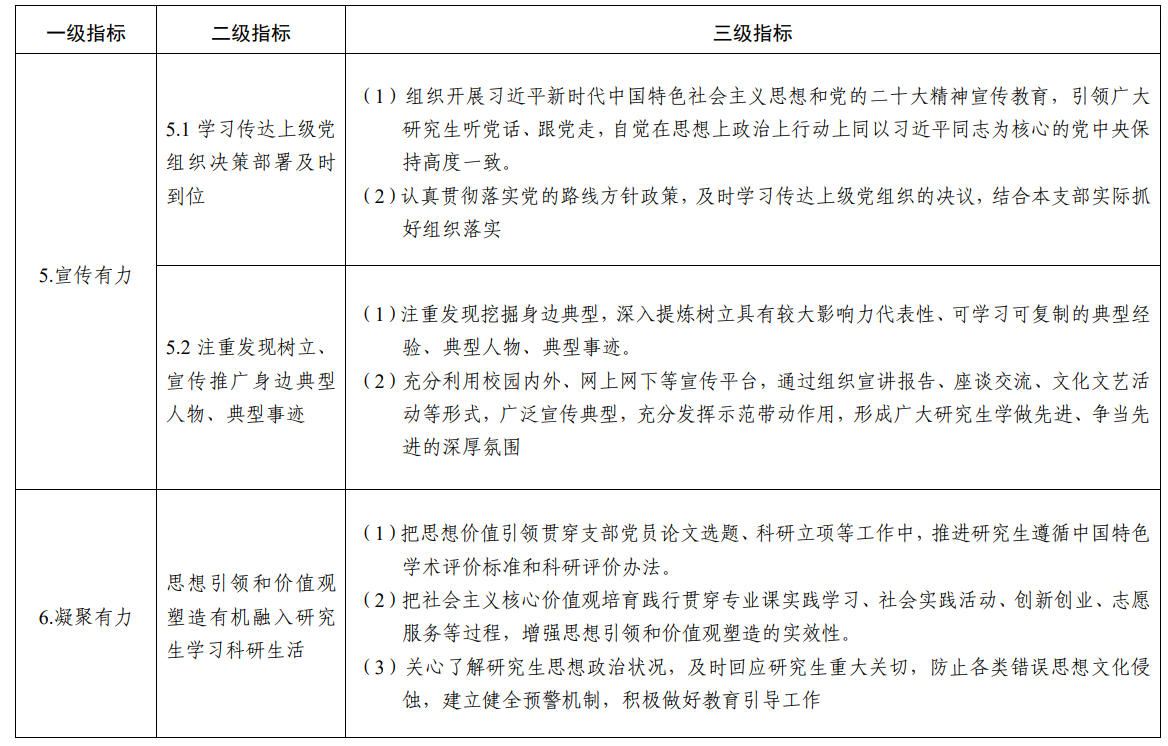 一级指标
二级指标
三级指标
5.宣传有力
5.1 学习传达上级党
组织决策部署及时
到位
（1）组织开展习近平新时代中国特色社会主义思想和党的二十大精神宣传教育，引领广大
研究生听党话、跟党走，自觉在思想上政治上行动上同以习近平同志为核心的党中央保
持高度一致。
（2）认真贯彻落实党的路线方针政策，及时学习传达上级党组织的决议，结合本支部实际抓
好组织落实
5.2 注重发现树立、
宣传推广身边典型
人物、典型事迹
（1）注重发现挖掘身边典型，深入提炼树立具有较大影响力代表性、可学习可复制的典型经
验、典型人物、典型事迹。
（2）充分利用校园内外、网上网下等宣传平台，通过组织宣讲报告、座谈交流、文化文艺活
动等形式，广泛宣传典型，充分发挥示范带动作用，形成广大研究生学做先进、争当先
进的深厚氛围
6.凝聚有力
思想引领和价值观
塑造有机融入研究
生学习科研生活
（1）把思想价值引领贯穿支部党员论文选题、科研立项等工作中，推进研究生遵循中国特色
学术评价标准和科研评价办法。
（2）把社会主义核心价值观培育践行贯穿专业课实践学习、社会实践活动、创新创业、志愿
服务等过程，增强思想引领和价值观塑造的实效性。
（3）关心了解研究生思想政治状况，及时回应研究生重大关切，防止各类错误思想文化侵
蚀，建立健全预警机制，积极做好教育引导工作